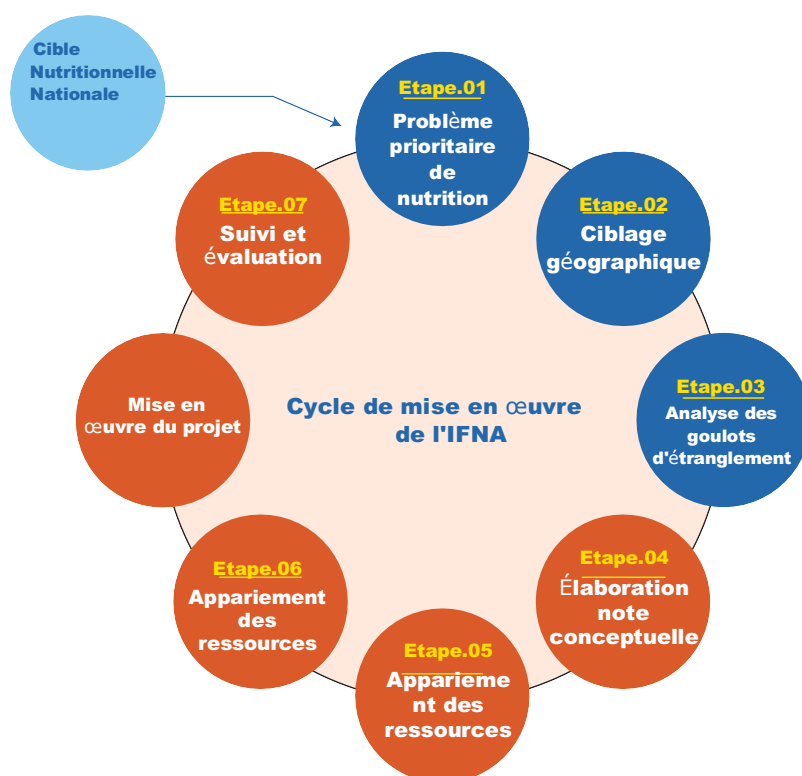 Cible
Nutritionnelle
Nationale
Etape.01
Problème
prioritaire
de
nutrition
Etape.02
Ciblage
géographique
Etape.03
Analyse des
goulots
d'étranglement
Etape.04
Élaboration
note
conceptuelle
Etape.05
Apparieme
nt des
ressources
Etape.06
Appariement
des
ressources
Mise en
œuvre du projet
Etape.07
Suivi et
évaluation
Cycle de mise en œuvre
de l'IFNA